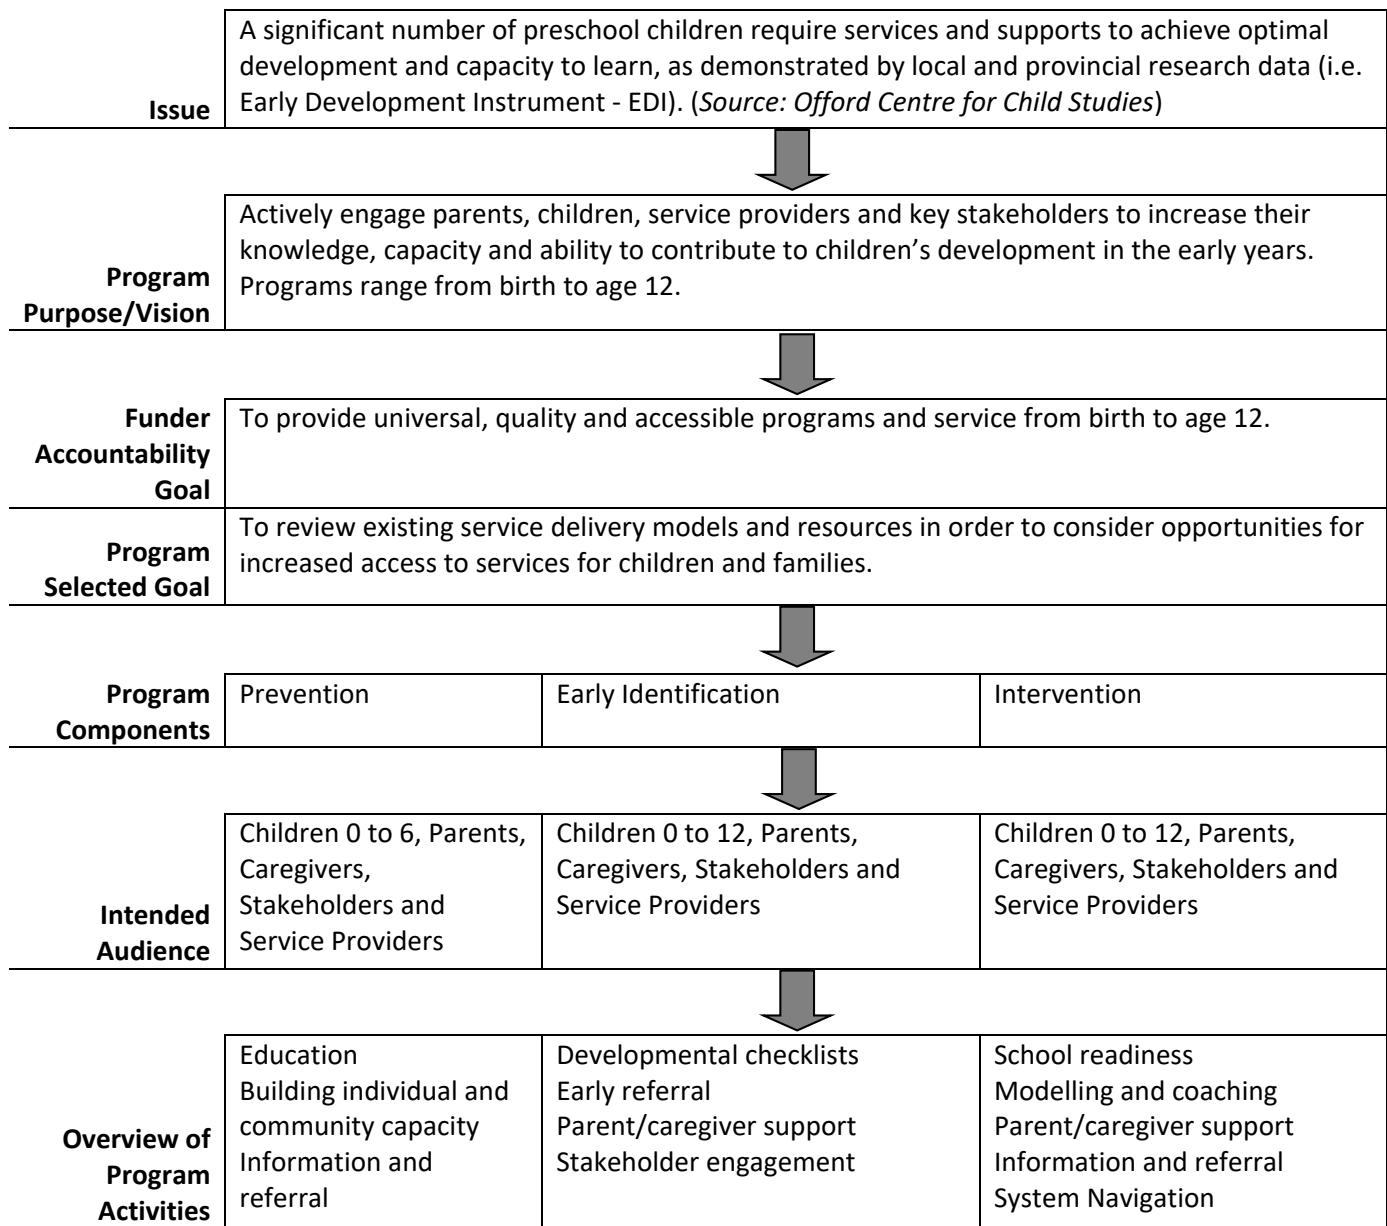 A significant number of preschool children require services and supports to achieve optimal
development and capacity to learn, as demonstrated by local and provincial research data (i.e.
Early Development Instrument - EDI). (Source: Offord Centre for Child Studies)
Issue
Actively engage parents, children, service providers and key stakeholders to increase their
knowledge, capacity and ability to contribute to children’s development in the early years.
Programs range from birth to age 12.
Program
Purpose/Vision
Funder
Accountability
Goal
To provide universal, quality and accessible programs and service from birth to age 12.
Program
Selected Goal
To review existing service delivery models and resources in order to consider opportunities for
increased access to services for children and families.
Program
Components
Prevention
Early Identification
Intervention
Intended
Audience
Children 0 to 6, Parents,
Caregivers,
Stakeholders and
Service Providers
Children 0 to 12, Parents,
Caregivers, Stakeholders and
Service Providers
Children 0 to 12, Parents,
Caregivers, Stakeholders and
Service Providers
Overview of
Program
Activities
Education
Building individual and
community capacity
Information and
referral
Developmental checklists
Early referral
Parent/caregiver support
Stakeholder engagement
School readiness
Modelling and coaching
Parent/caregiver support
Information and referral
System Navigation